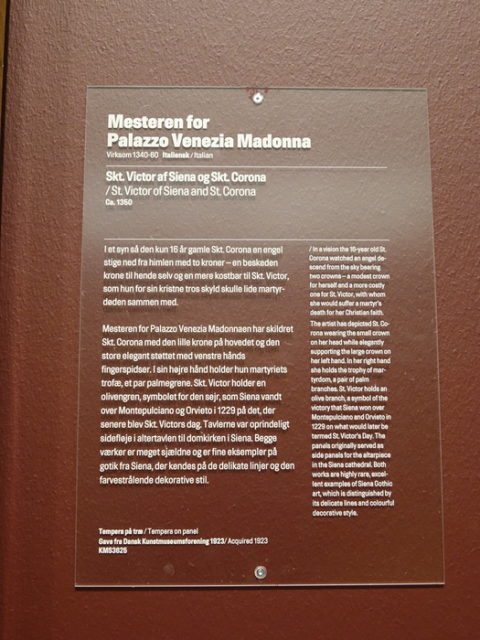 Mesteren for
Palazzo Venezia Madonna
Virksom 1340-60 Italiensk / Italian
Skt. Victor af Siena og Skt. Corona
/ St. Victor of Siena and St. Corona
Ca. 1350
I et syn så den kun 16 år gamle Skt. Corona en engel
stige ned fra himlen med to kroner – en beskeden
krone til hende selv og en mere kostbar til Skt. Victor,
som hun for sin kristne tros skyld skulle lide martyr-
døden sammen med.
Mesteren for Palazzo Venezia Madonnaen har skildret
Skt. Corona med den lille krone på hovedet og den
store elegant støttet med venstre hånds
fingerspidser. I sin højre hånd holder hun martyriets
trofæ, et par palmegrene. Skt. Victor holder en
olivengren, symbolet for den sejr, som Siena vandt
over Montepulciano og Orvieto i 1229 på det, der
senere blev Skt. Victors dag. Tavlerne var oprindeligt
sidefløje i altertavlen til domkirken i Siena. Begge
værker er meget sjældne og er fine eksempler på
gotik fra Siena, der kendes på de delikate linjer og den
farvestrålende dekorative stil.
/ In a vision the 16-year old St.
Corona watched an angel de-
scend from the sky bearing
two crowns – a modest crown
for herself and a more costly
one for St. Victor, with whom
she would suffer a martyr's
death for her Christian faith.
The artist has depicted St. Co-
rona wearing the small crown
on her head while elegantly
supporting the large crown on
her left hand. In her right hand
she holds the trophy of mar-
tyrdom, a pair of palm
branches. St. Victor holds an
olive branch, a symbol of the
victory that Siena won over
Montepulciano and Orvieto in
1229 on what would later be
termed St. Victor's Day. The
panels originally served as
side panels for the altarpiece
in the Siena cathedral. Both
works are highly rare, excel-
lent examples of Siena Gothic
art, which is distinguished by
its delicate lines and colourful
decorative style.
Tempera på træ / Tempera on panel
Gave fra Dansk Kunstmuseumsforening 1923/ Acquired 1923
KMS3625